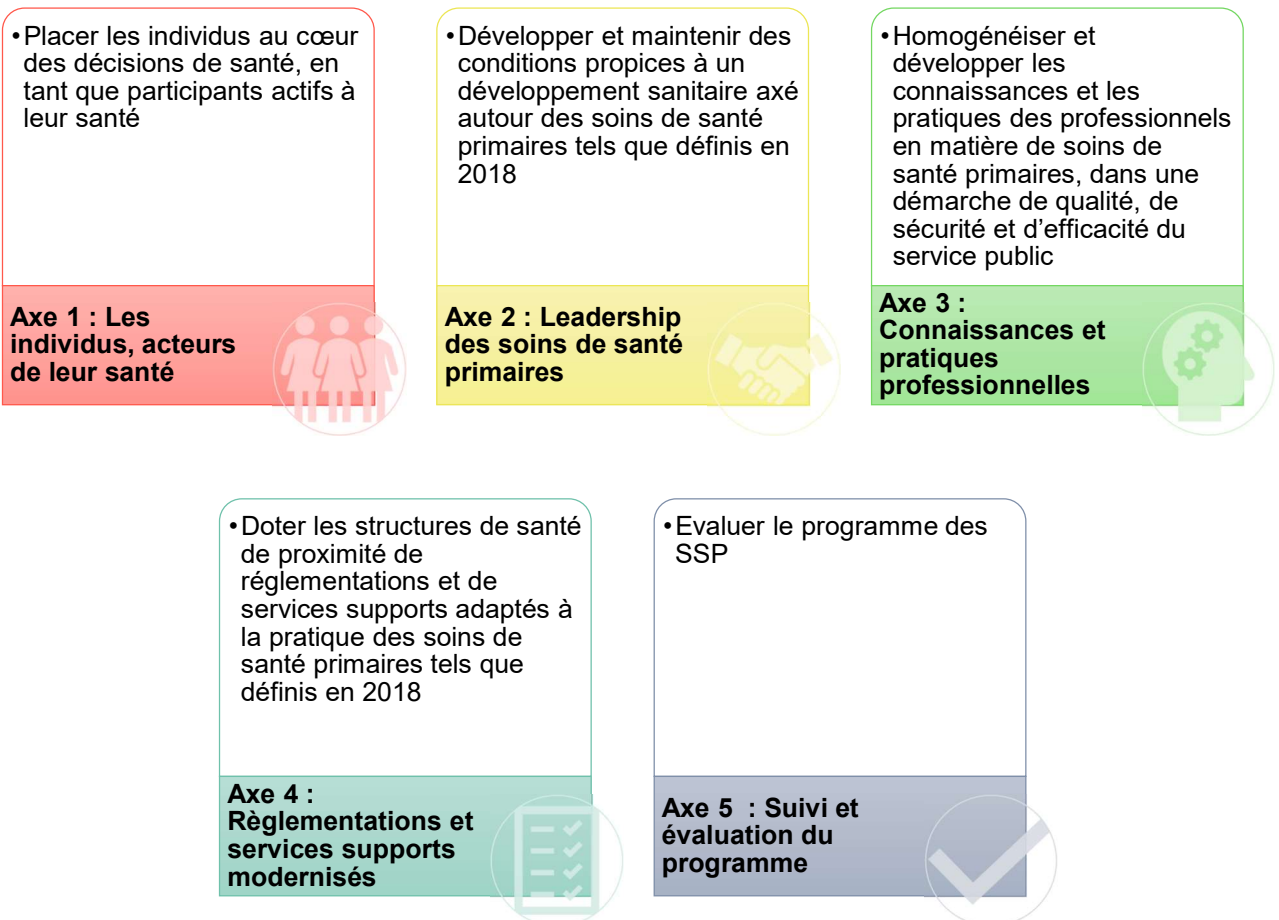 •Placer les individus au cœur
des décisions de santé, en
tant que participants actifs à
leur santé
Axe 1 : Les
individus, acteurs
de leur santé
•Développer et maintenir des
conditions propices à un
développement sanitaire axé
autour des soins de santé
primaires tels que définis en
2018
Axe 2 : Leadership
des soins de santé
primaires
•Homogénéiser et
développer les
connaissances et les
pratiques des professionnels
en matière de soins de
santé primaires, dans une
démarche de qualité, de
sécurité et d’efficacité du
service public
Axe 3 :
Connaissances et
pratiques
professionnelles
•Doter les structures de santé
de proximité de
réglementations et de
services supports adaptés à
la pratique des soins de
santé primaires tels que
définis en 2018
Axe 4 :
Règlementations et
services supports
modernisés
•Evaluer le programme des
SSP
Axe 5  : Suivi et
évaluation du
programme